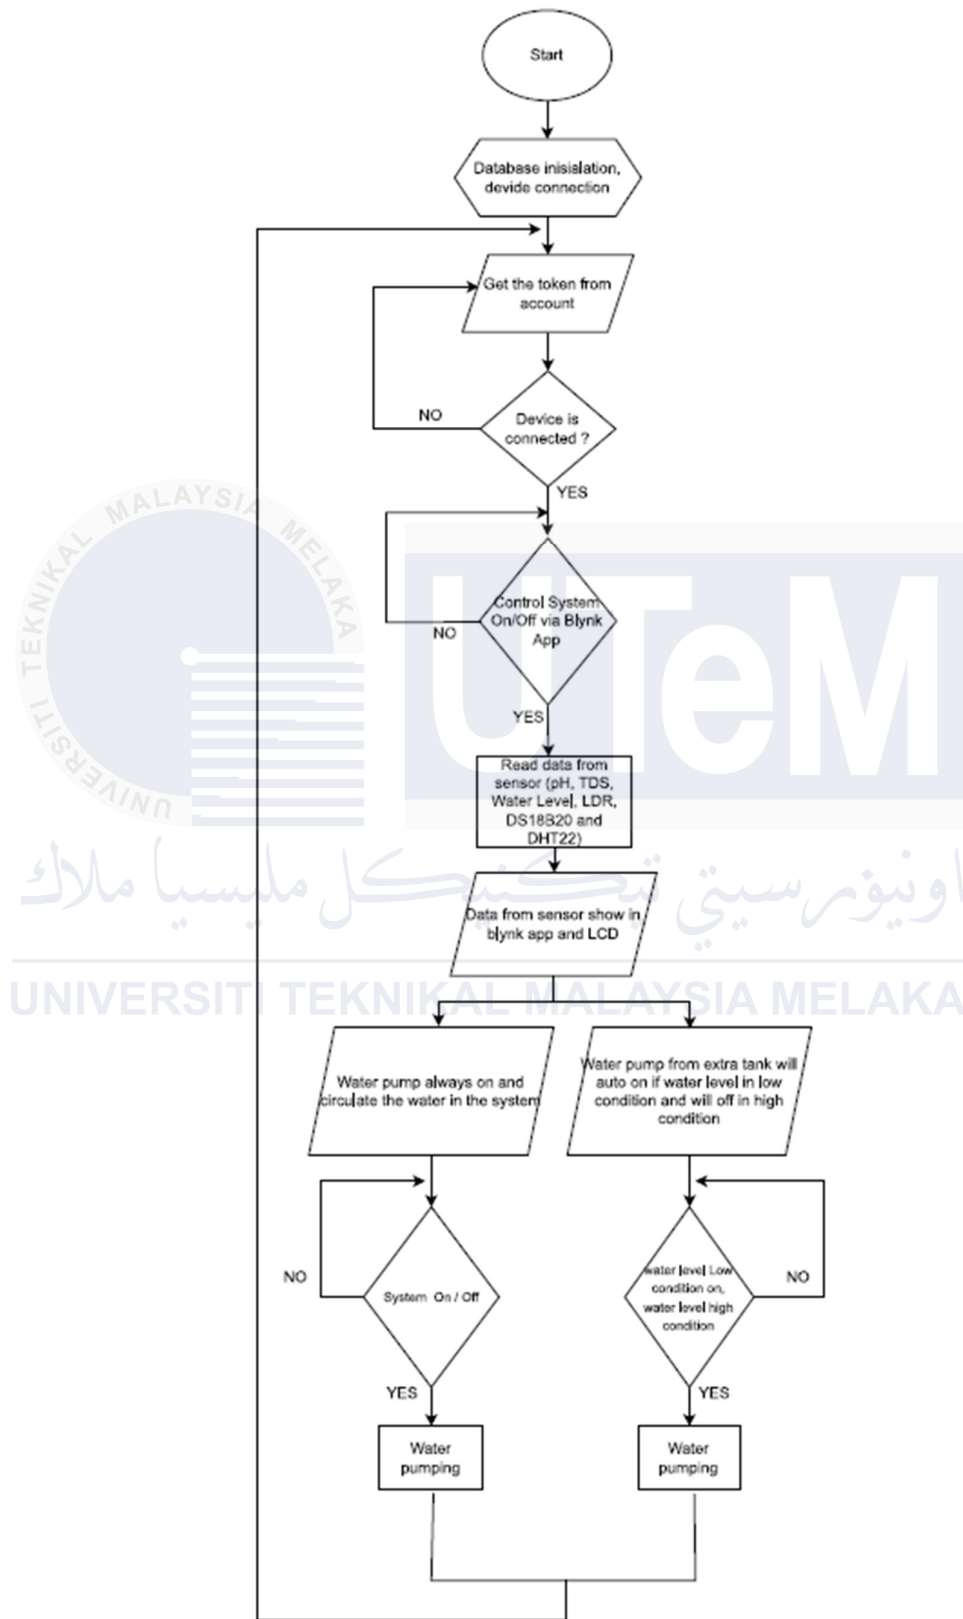 Start
Database inisialation,
devide connection
Get the token from
account
NO
Device is
connected ?
YES
Control System
On/Off via Blynk
App
NO
YES
Read data from
sensor (pH, TDS,
Water Level, LDR,
DS18B20 and
DHT22)
Data from sensor show in
blynk app and LCD
Water pump always on and
circulate the water in the system
Water pump from extra tank will
auto on if water level in low
condition and will off in high
condition
NO
System On / Off
YES
Water
pumping
water level Low
condition on,
water level high
condition
NO
YES
Water
pumping
UNIVERSITI TEKNIKAL MALAYSIA MELAKA
UTeM
اونيۏرسيتي تيكنيكل مليسيا ملاك
UNIVERSITI TEKNIKAL MALAYSIA MELAKA